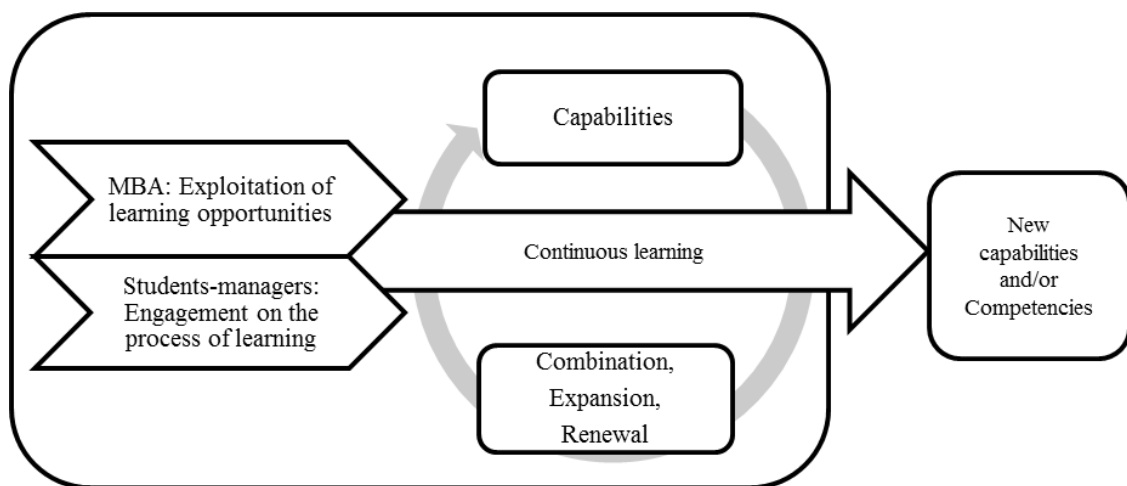 Capabilities
MBA: Exploitation of
learning opportunities
Continuous learning
Students-managers:
Engagement on the
process of learning
Combination,
Expansion,
Renewal
New
capabilities
and/or
Competencies